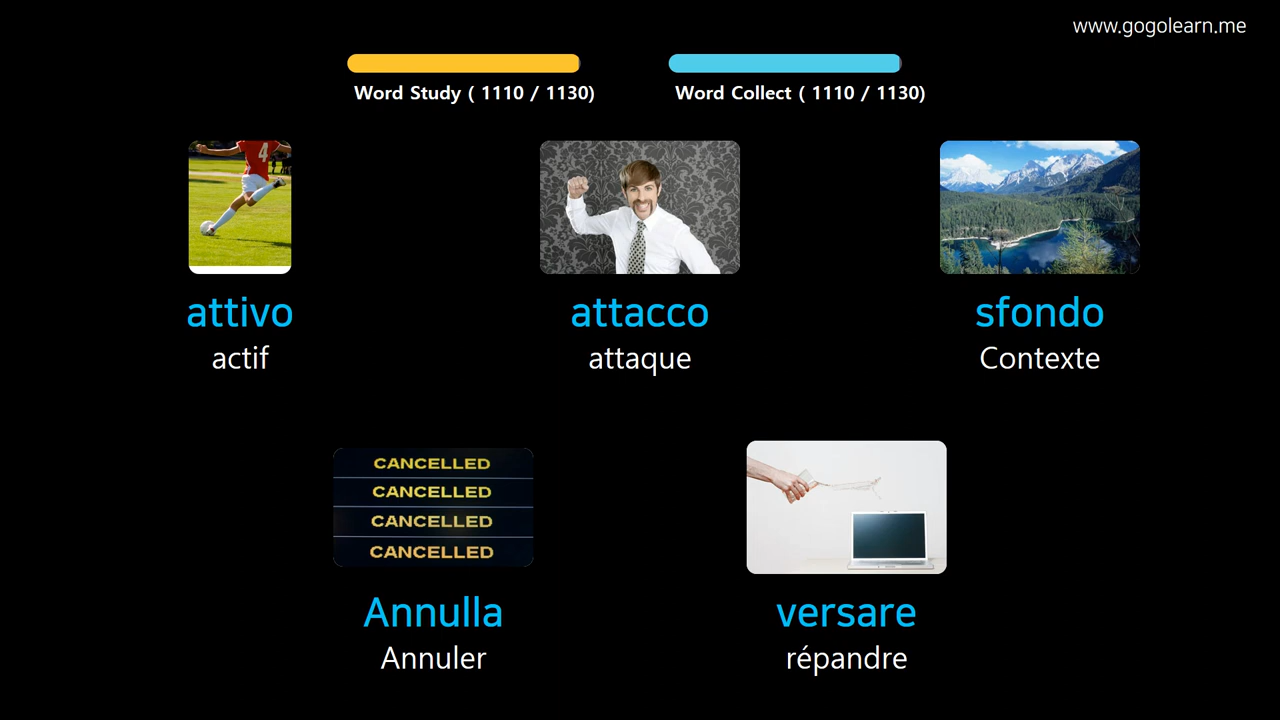 www.gogolearn.me
Word Study ( 1110 / 1130)
Word Collect ( 1110 / 1130)
4
attivo
actif
attacco
attaque
sfondo
Contexte
CANCELLED
CANCELLED
CANCELLED
CANCELLED
Annulla
Annuler
versare
répandre